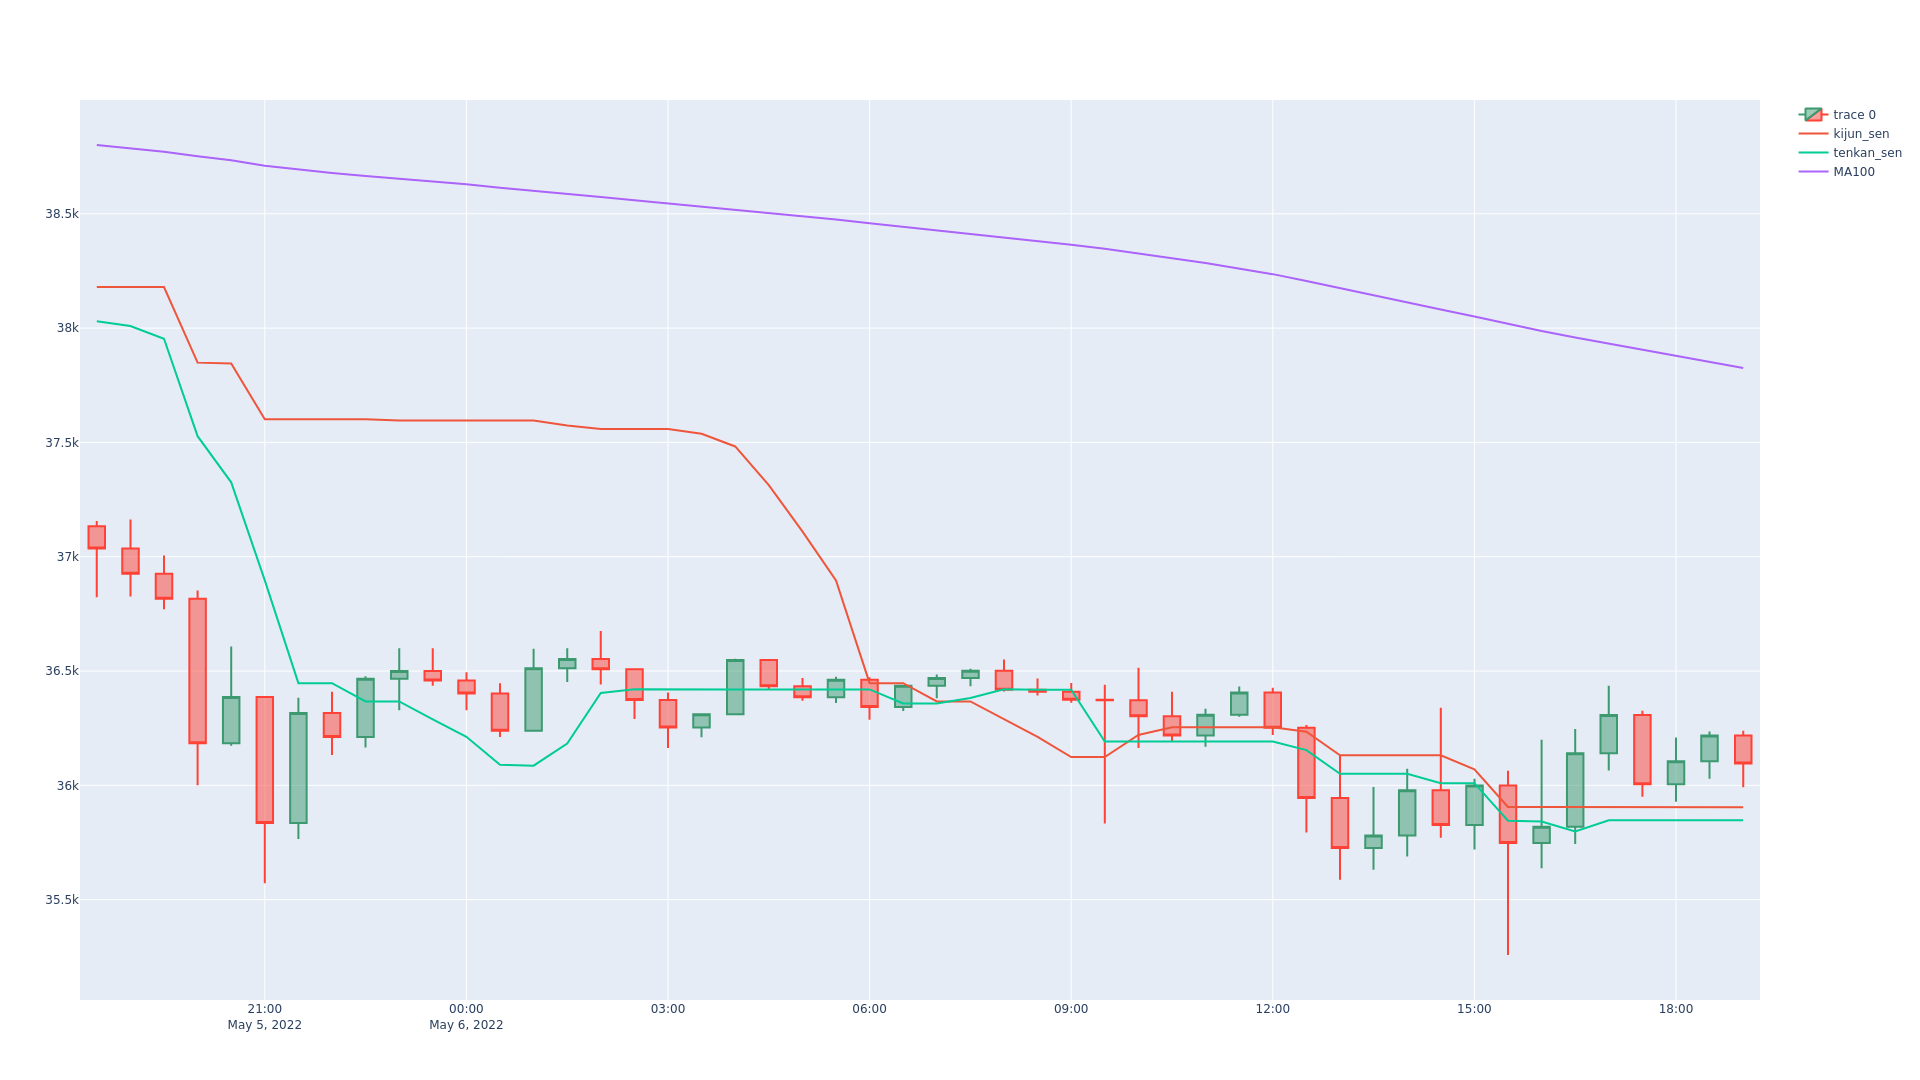 trace 0
kijun_sen
tenkan_sen
MA100
38.5k
38k
37.5k
37k
36.5k
36k
35.5k
21:00 00:00 03:00 06:00 09:00 12:00 15:00 18:00
May 5, 2022 May 6, 2022